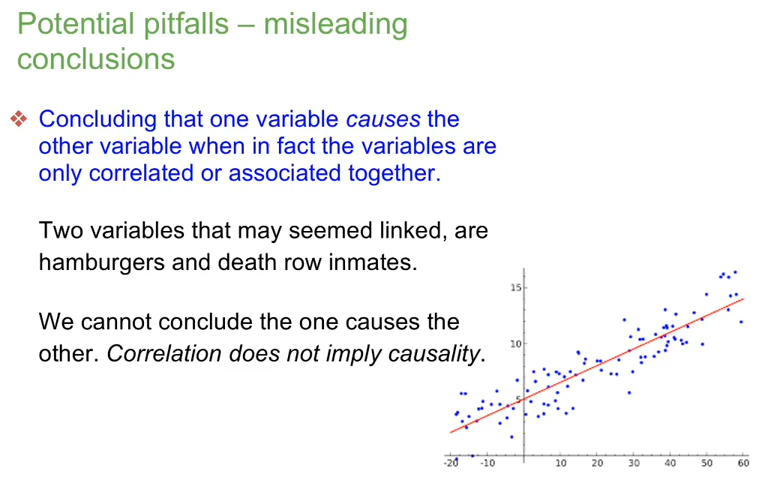 Potential pitfalls – misleading
conclusions
❖ Concluding that one variable causes the
other variable when in fact the variables are
only correlated or associated together.
Two variables that may seemed linked, are
hamburgers and death row inmates.
We cannot conclude the one causes the
other. Correlation does not imply causality.
15
10
5
-20 -10 10 20 30 40 50 60